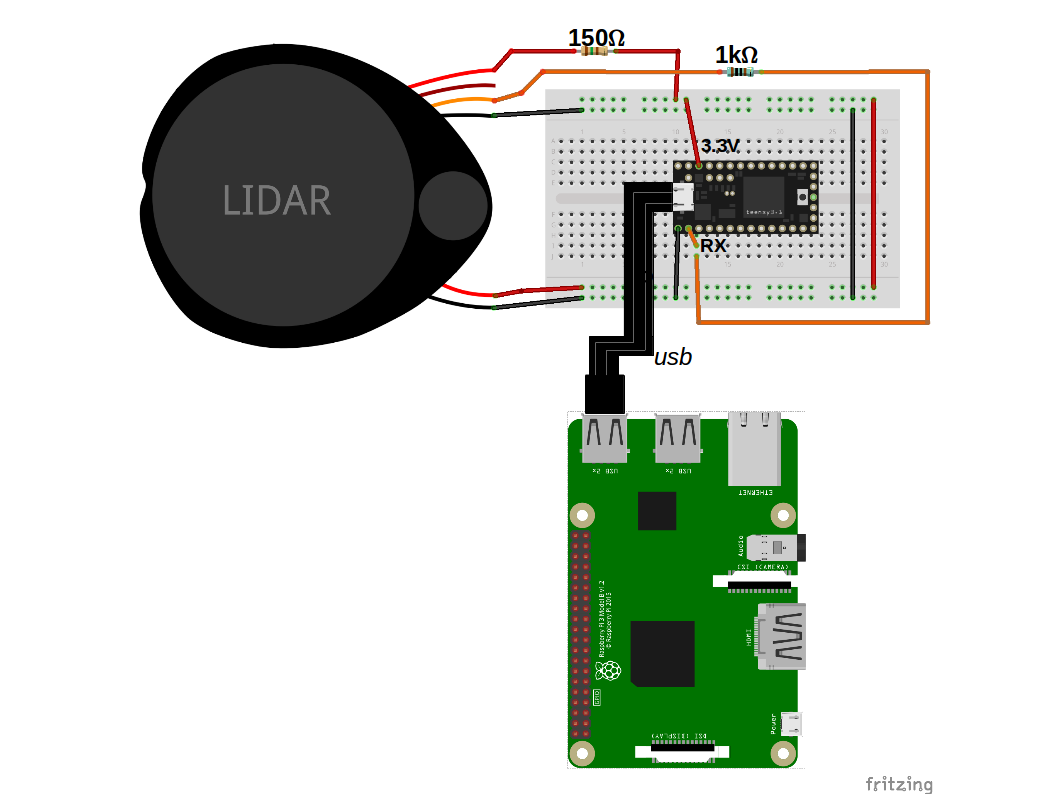 150Ω
1kΩ
LIDAR
3.3V
teensy3.1
RX
usb
USB 2x
USB 2x
ETHERNET
Audio
CSI (CAMERA)
Raspberry Pi 3 Model B v1.2
© Raspberry Pi 2015
HDMI
GPIO
Power
DSI (DISPLAY)
fritzing